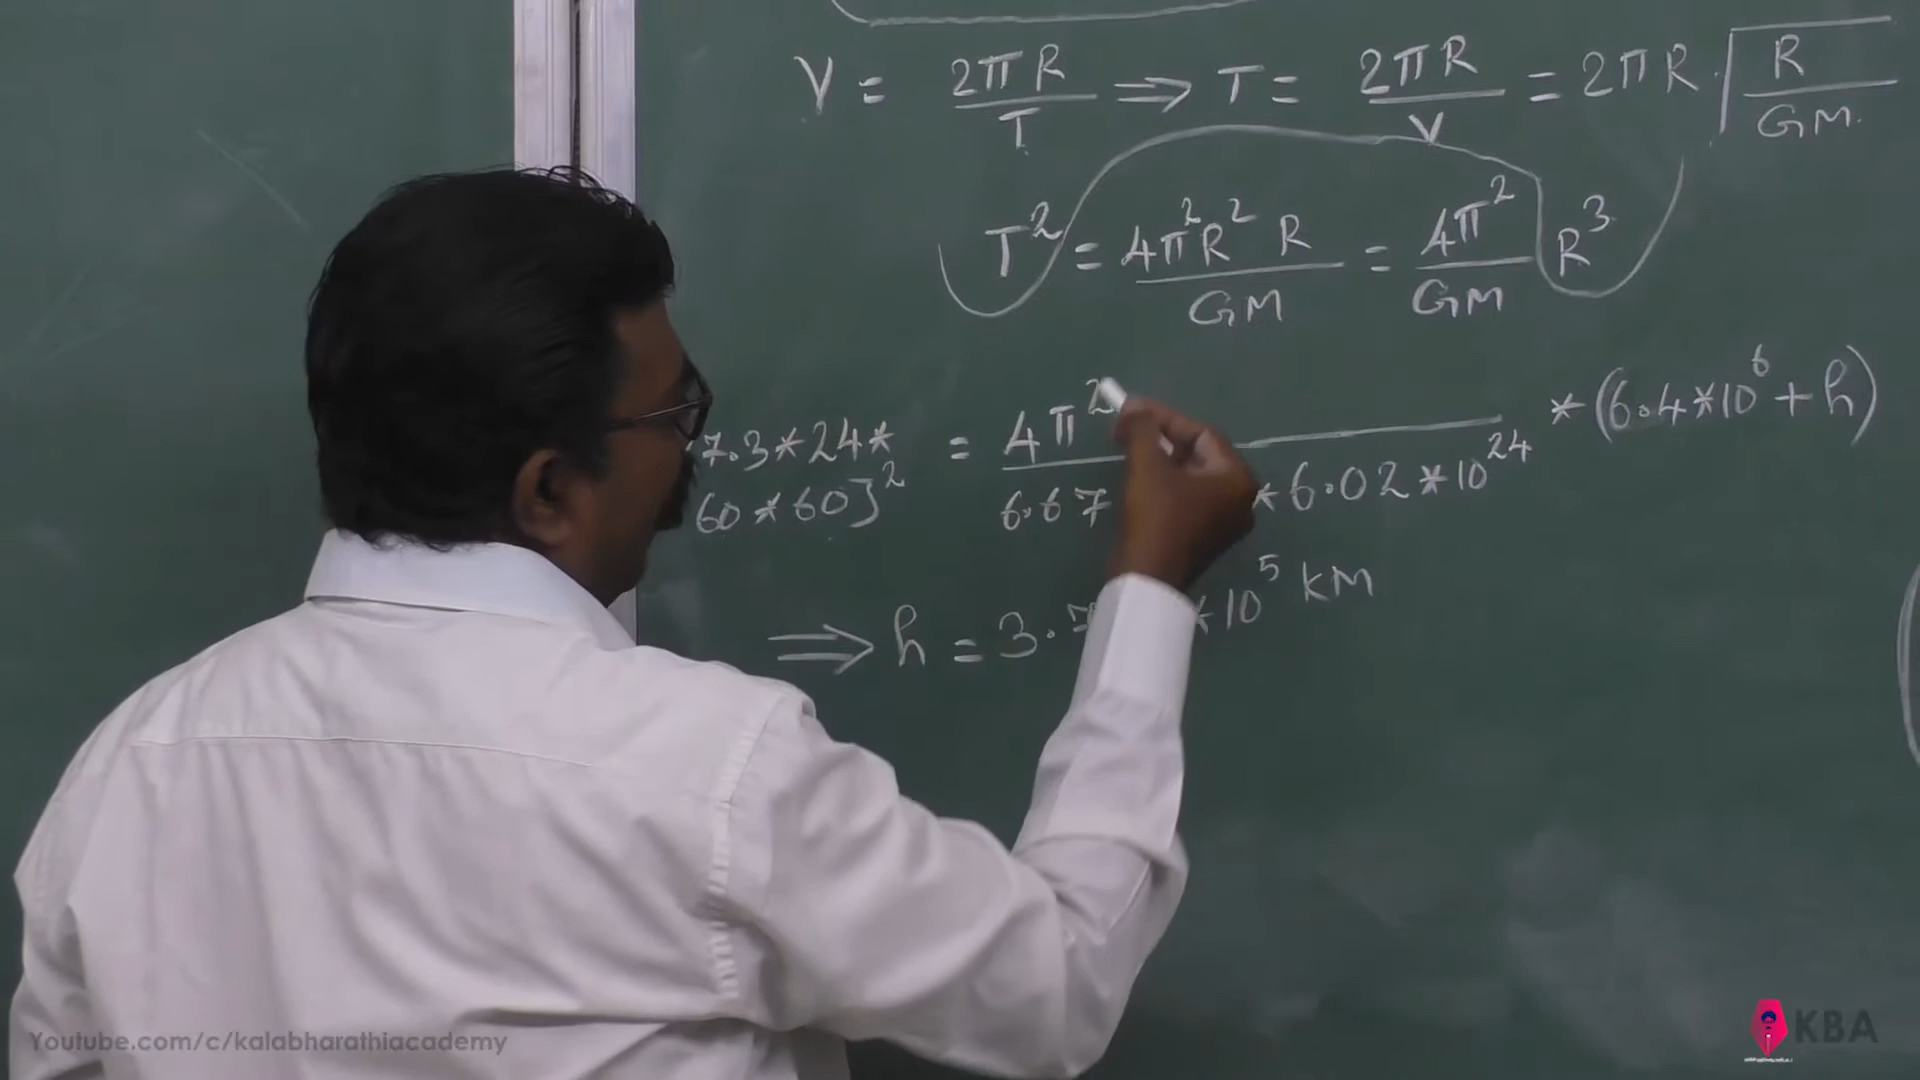 V = 2πR/T ⇒ T = 2πR/V = 2πR √(R/GM)
T² = 4π²R² R/GM = 4π²/GM R³
7.3*24*60*60]² = 4π²/6.67 *6.02*10²⁴ *(6.4*10⁶+h)
⇒ h = 3. *10⁵ KM
Youtube.com/c/kalabharathiacademy
KBA